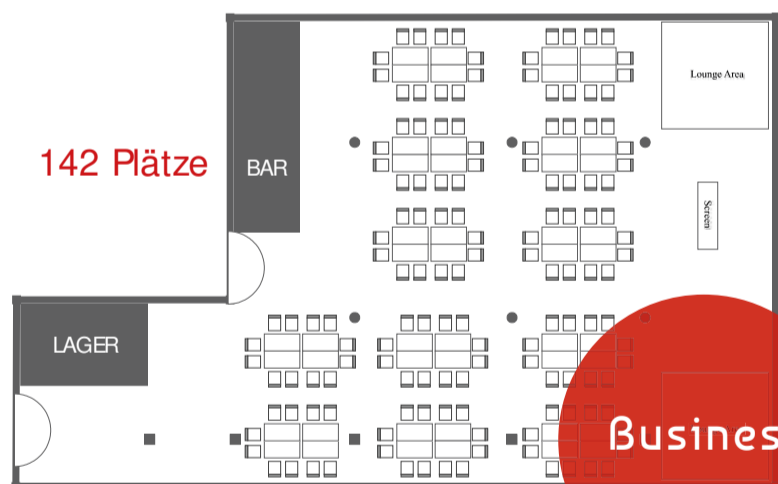 Lounge Area
142 Plätze
BAR
Screen
LAGER
Busines